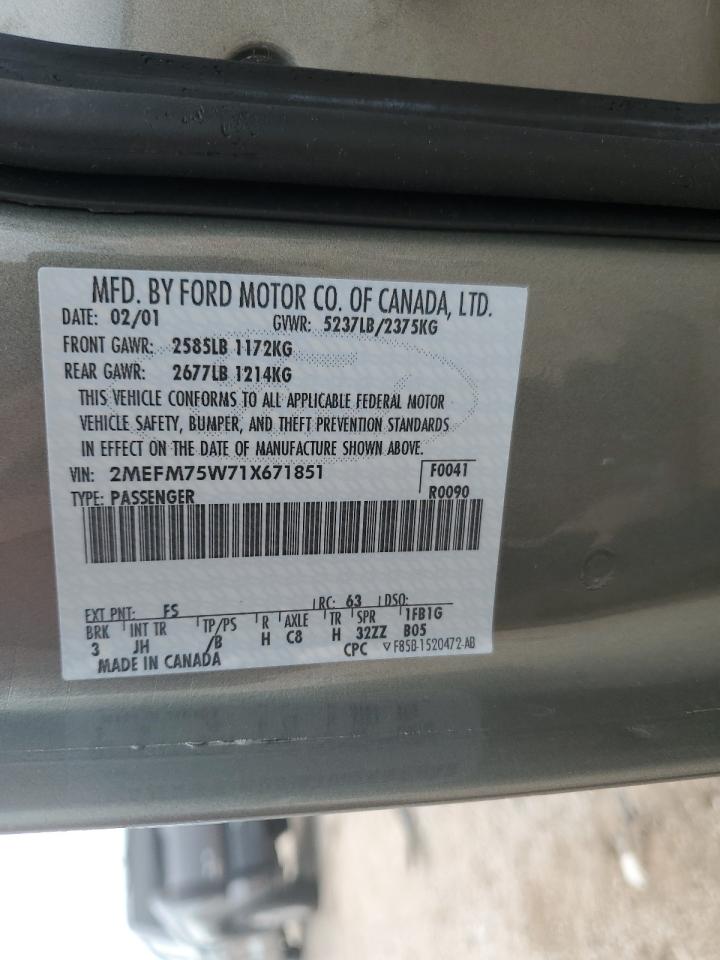 MFD. BY FORD MOTOR CO. OF CANADA, LTD.
DATE: 02/01 GVWR: 5237LB/2375KG
FRONT GAWR: 2585LB 1172KG
REAR GAWR: 2677LB 1214KG
THIS VEHICLE CONFORMS TO ALL APPLICABLE FEDERAL MOTOR
VEHICLE SAFETY, BUMPER, AND THEFT PREVENTION STANDARDS
IN EFFECT ON THE DATE OF MANUFACTURE SHOWN ABOVE.
VIN: 2MEFM75W71X671851 F0041
TYPE: PASSENGER R0090
EXT PNT: FS RC: 63 DSO:
BRK INT TR TP/PS R AXLE TR SPR 1FB1G
3 JH /B H C8 H 32ZZ B05
MADE IN CANADA CPC ▽F85B-1520472-AB